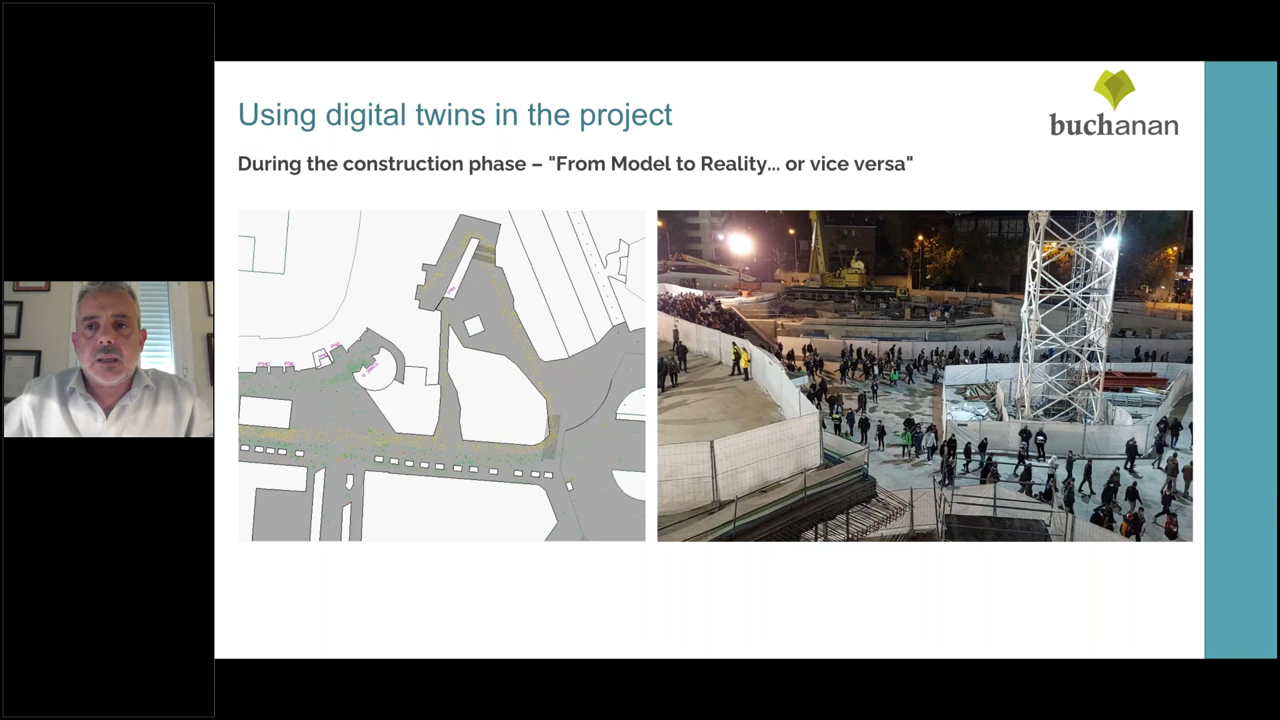 Using digital twins in the project
buchanan
During the construction phase – "From Model to Reality... or vice versa"